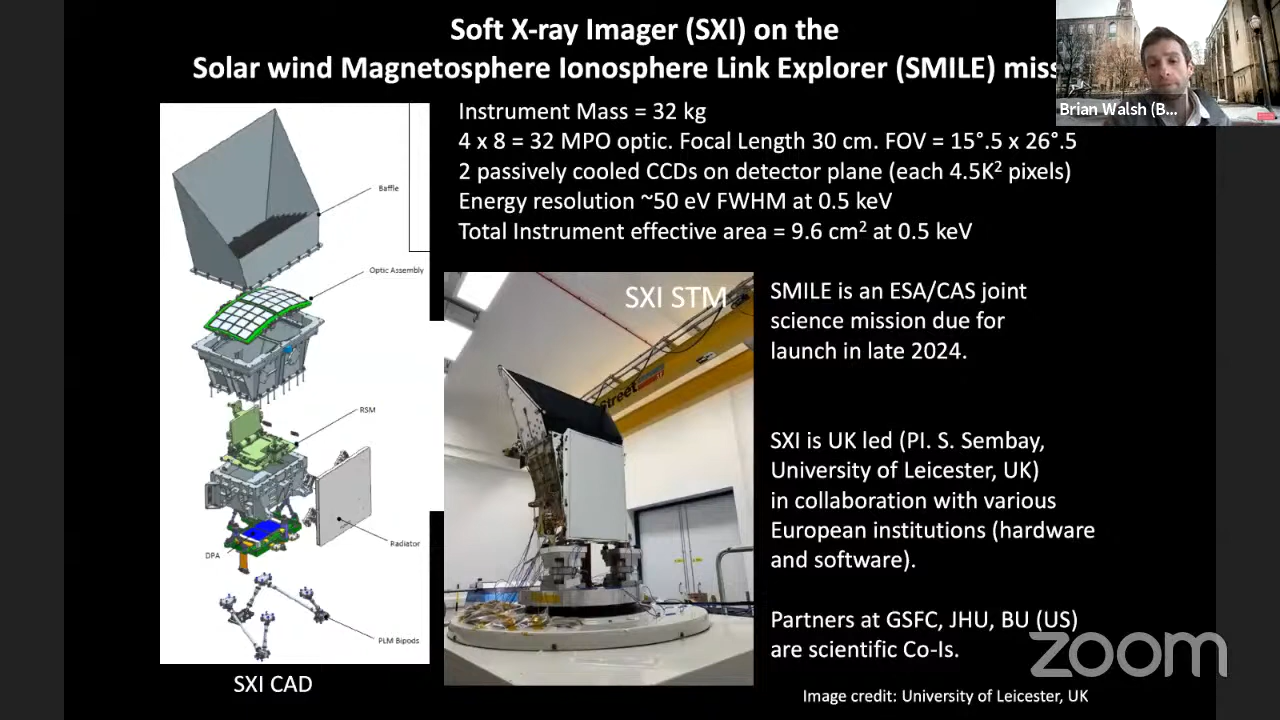 Soft X-ray Imager (SXI) on the
Solar wind Magnetosphere Ionosphere Link Explorer (SMILE) miss
Brian Walsh (B...
Instrument Mass = 32 kg
4 x 8 = 32 MPO optic. Focal Length 30 cm. FOV = 15°.5 x 26°.5
2 passively cooled CCDs on detector plane (each 4.5K² pixels)
Energy resolution ~50 eV FWHM at 0.5 keV
Total Instrument effective area = 9.6 cm² at 0.5 keV
Baffle
Optic Assembly
RSM
Radiator
DPA
PLM Bipods
SXI CAD
SXI STM
Street
SMILE is an ESA/CAS joint
science mission due for
launch in late 2024.
SXI is UK led (PI. S. Sembay,
University of Leicester, UK)
in collaboration with various
European institutions (hardware
and software).
Partners at GSFC, JHU, BU (US)
are scientific Co-Is.
zoom
Image credit: University of Leicester, UK